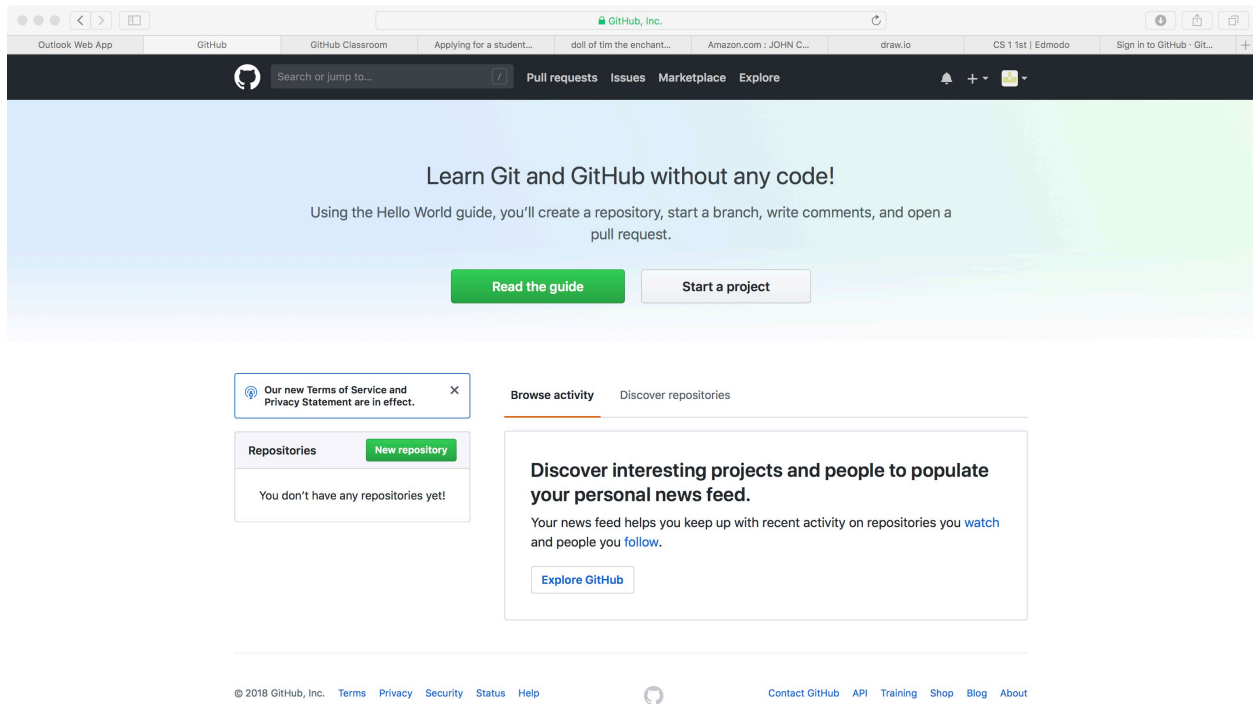 GitHub, Inc.
Outlook Web App
GitHub
GitHub Classroom
Applying for a student...
doll of tim the enchant...
Amazon.com : JOHN C...
draw.io
CS 1 1st | Edmodo
Sign in to GitHub · Git...
Search or jump to...
/
Pull requests
Issues
Marketplace
Explore
Learn Git and GitHub without any code!
Using the Hello World guide, you’ll create a repository, start a branch, write comments, and open a
pull request.
Read the guide
Start a project
Our new Terms of Service and
Privacy Statement are in effect.
Repositories
New repository
You don’t have any repositories yet!
Browse activity
Discover repositories
Discover interesting projects and people to populate
your personal news feed.
Your news feed helps you keep up with recent activity on repositories you watch
and people you follow.
Explore GitHub
© 2018 GitHub, Inc.
Terms
Privacy
Security
Status
Help
Contact GitHub
API
Training
Shop
Blog
About